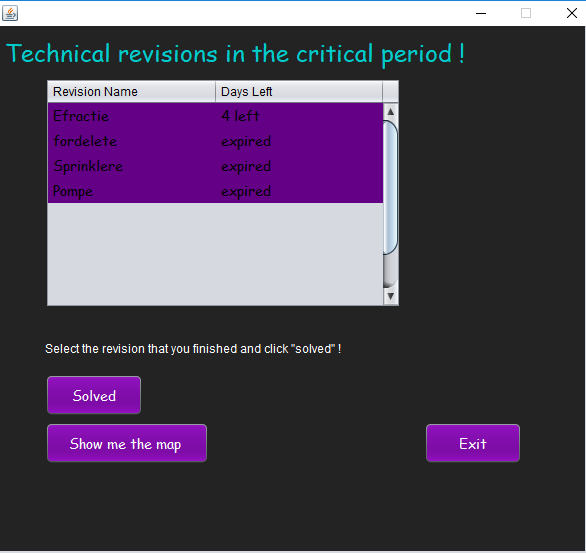 Technical revisions in the critical period !
Revision Name Days Left
Efractie 4 left
fordelete expired
Sprinklere expired
Pompe expired
Select the revision that you finished and click "solved" !
Solved
Show me the map Exit